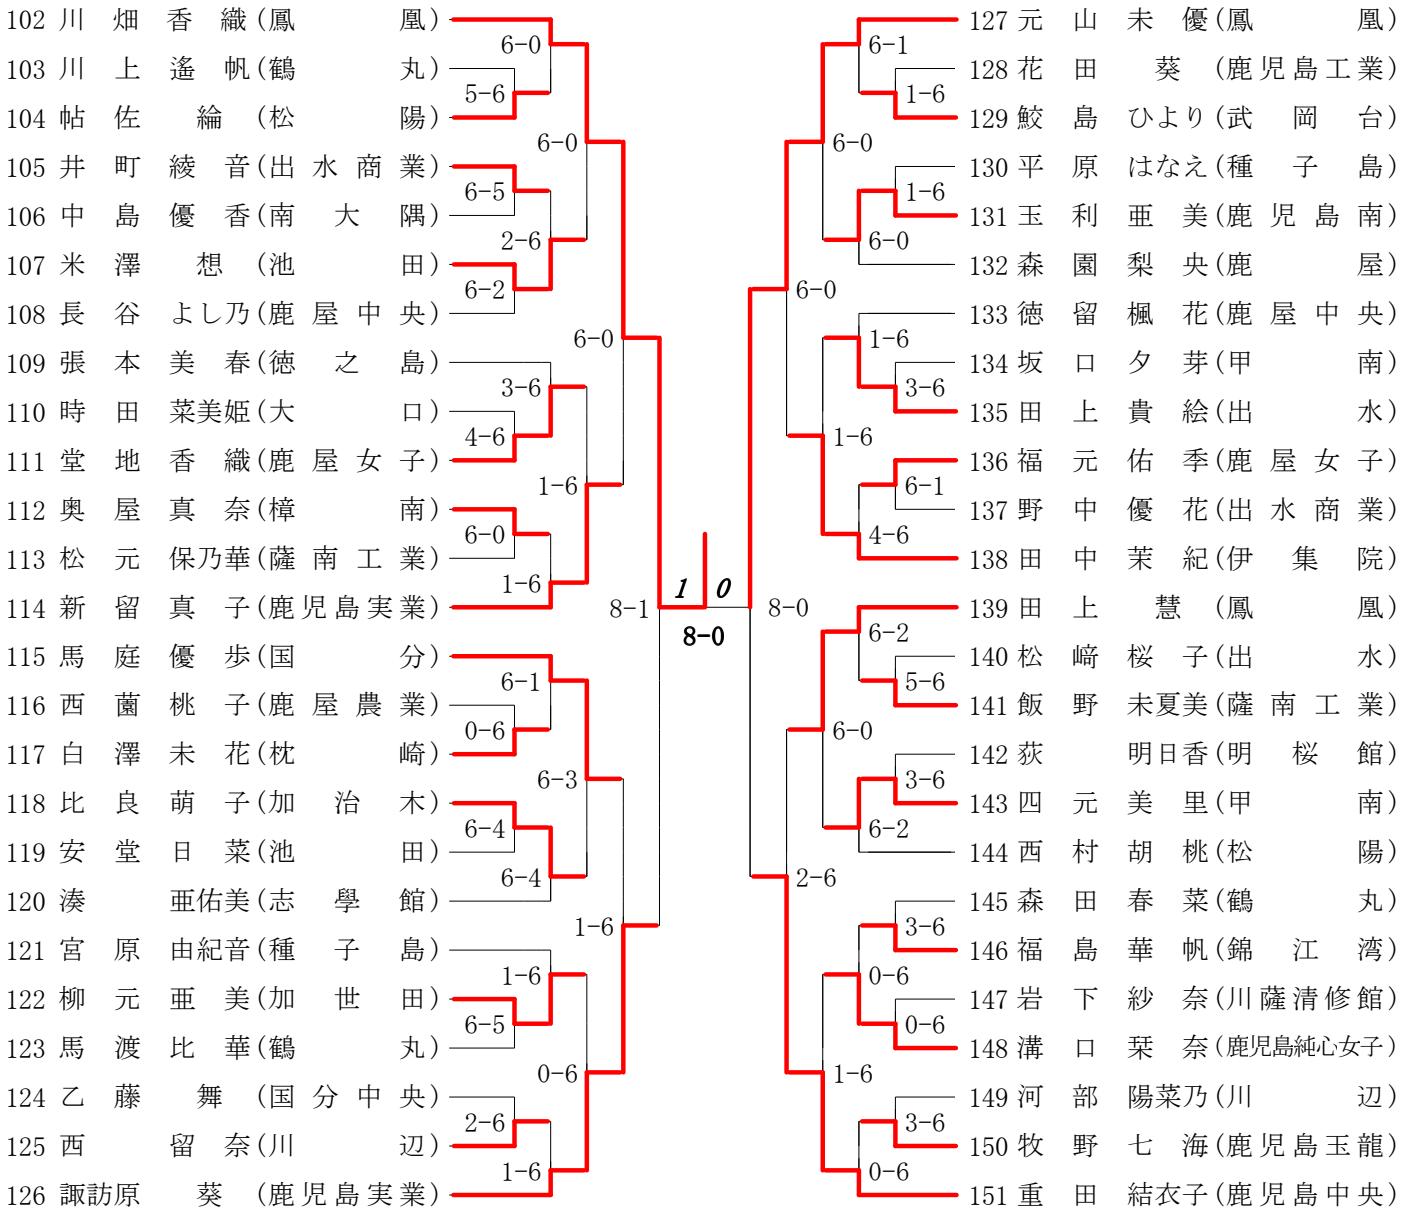 102 川畑香織(鳳凰)
6-0
103 川上遙帆(鶴丸)
5-6
104 帖佐綸(松陽)
6-0
105 井町綾音(出水商業)
6-5
106 中島優香(南大隅)
2-6
107 米澤想(池田)
6-2
108 長谷よし乃(鹿屋中央)
6-0
109 張本美春(徳之島)
3-6
110 時田菜美姫(大口)
4-6
111 堂地香織(鹿屋女子)
1-6
112 奥屋真奈(樟南)
6-0
113 松元保乃華(薩南工業)
1-6
114 新留真子(鹿児島実業)
8-1
115 馬庭優歩(国分)
6-1
116 西薗桃子(鹿屋農業)
0-6
117 白澤未花(枕崎)
6-3
118 比良萌子(加治木)
6-4
119 安堂日菜(池田)
6-4
120 湊亜佑美(志學館)
1-6
121 宮原由紀音(種子島)
1-6
122 柳元亜美(加世田)
6-5
123 馬渡比華(鶴丸)
0-6
124 乙藤舞(国分中央)
2-6
125 西留奈(川辺)
1-6
126 諏訪原葵(鹿児島実業)
1 0
8-0
127 元山未優(鳳凰)
6-1
128 花田葵(鹿児島工業)
1-6
129 鮫島ひより(武岡台)
6-0
130 平原はなえ(種子島)
1-6
131 玉利亜美(鹿児島南)
6-0
132 森園梨央(鹿屋)
6-0
133 徳留楓花(鹿屋中央)
1-6
134 坂口夕芽(甲南)
3-6
135 田上貴絵(出水)
1-6
136 福元佑季(鹿屋女子)
6-1
137 野中優花(出水商業)
4-6
138 田中茉紀(伊集院)
8-0
139 田上慧(鳳凰)
6-2
140 松﨑桜子(出水)
5-6
141 飯野未夏美(薩南工業)
6-0
142 荻明日香(明桜館)
3-6
143 四元美里(甲南)
6-2
144 西村胡桃(松陽)
2-6
145 森田春菜(鶴丸)
3-6
146 福島華帆(錦江湾)
0-6
147 岩下紗奈(川薩清修館)
0-6
148 溝口栞奈(鹿児島純心女子)
1-6
149 河部陽菜乃(川辺)
3-6
150 牧野七海(鹿児島玉龍)
0-6
151 重田結衣子(鹿児島中央)